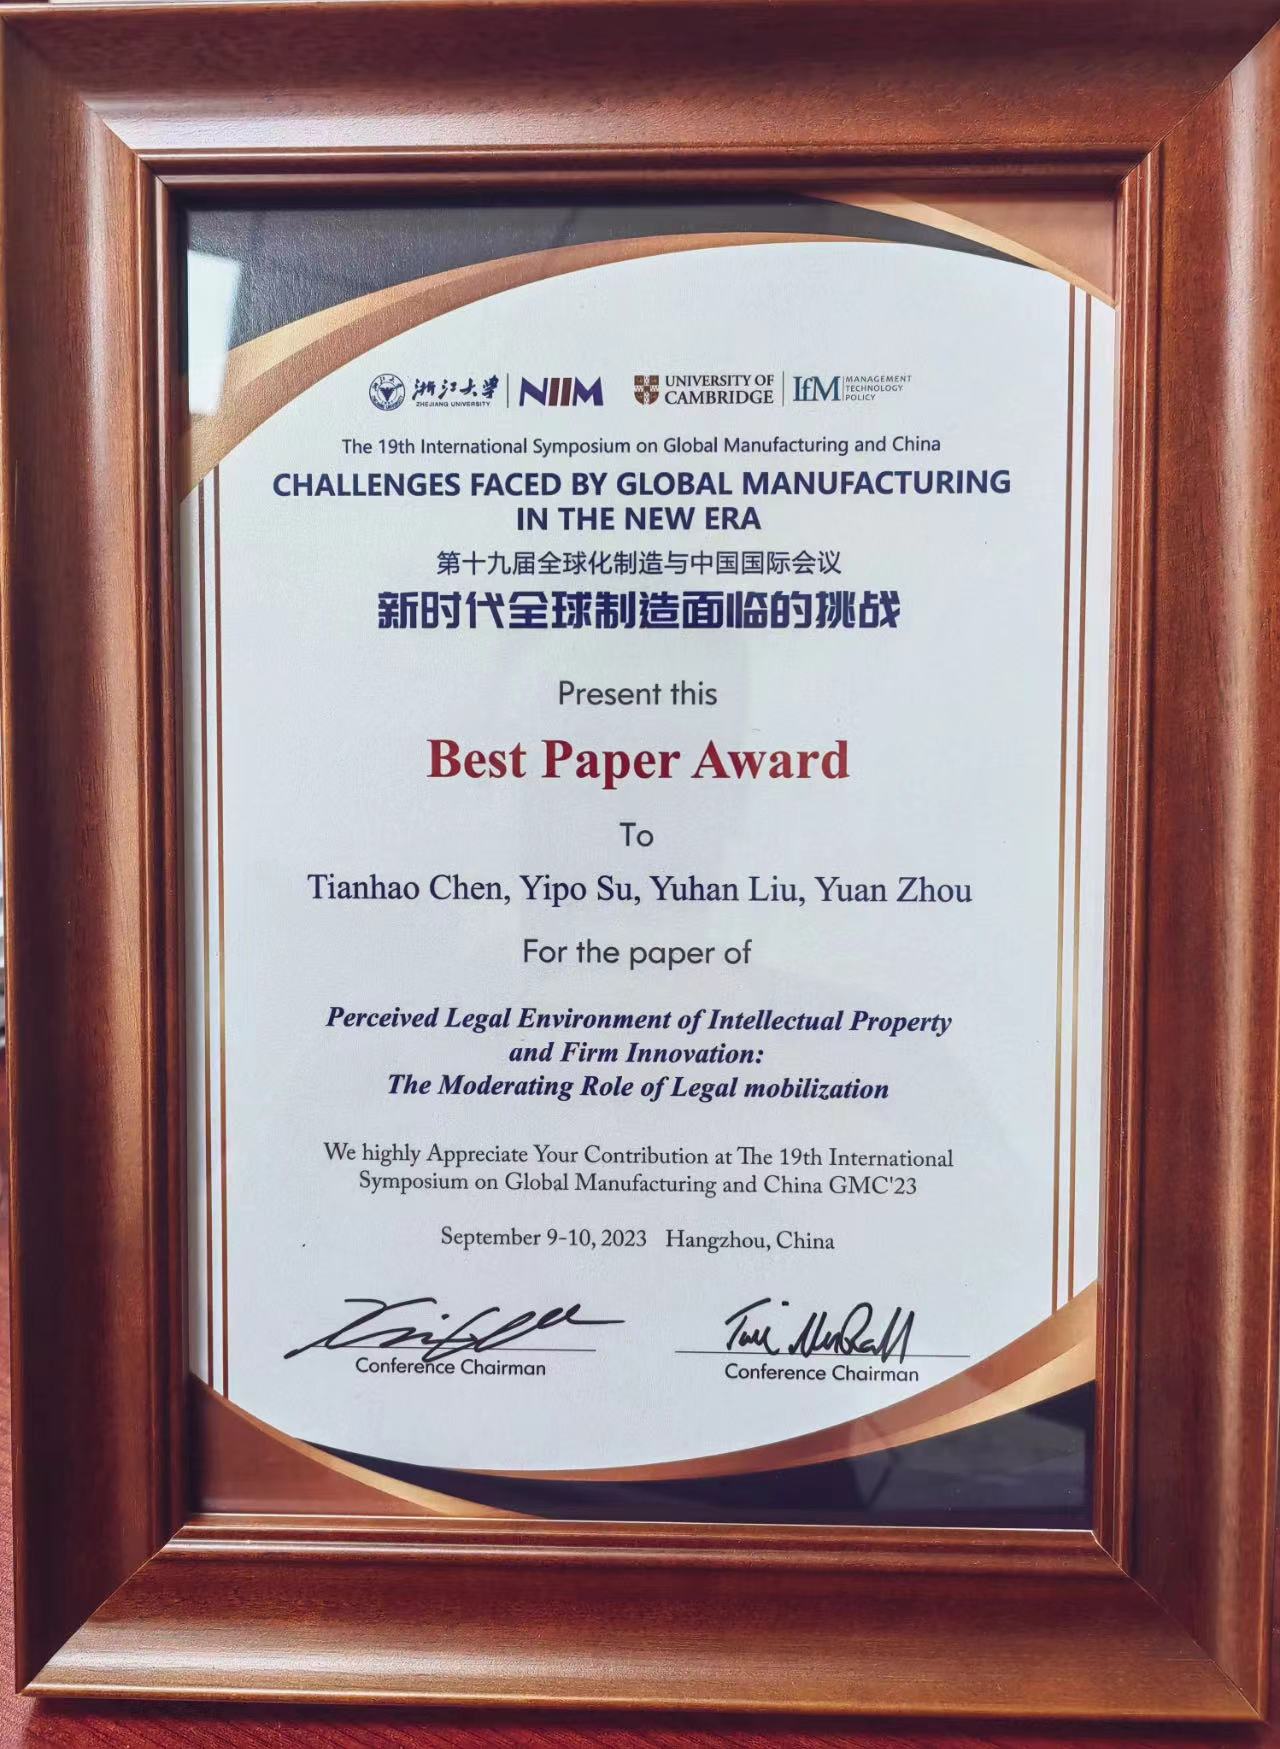 浙江大学
ZHEJIANG UNIVERSITY
NIIM
UNIVERSITY OF
CAMBRIDGE
IfM
MANAGEMENT
TECHNOLOGY
POLICY
The 19th International Symposium on Global Manufacturing and China
CHALLENGES FACED BY GLOBAL MANUFACTURING
IN THE NEW ERA
第十九届全球化制造与中国国际会议
新时代全球制造面临的挑战
Present this
Best Paper Award
To
Tianhao Chen, Yipo Su, Yuhan Liu, Yuan Zhou
For the paper of
Perceived Legal Environment of Intellectual Property
and Firm Innovation:
The Moderating Role of Legal mobilization
We highly Appreciate Your Contribution at The 19th International
Symposium on Global Manufacturing and China GMC'23
September 9-10, 2023 Hangzhou, China
Conference Chairman
Conference Chairman